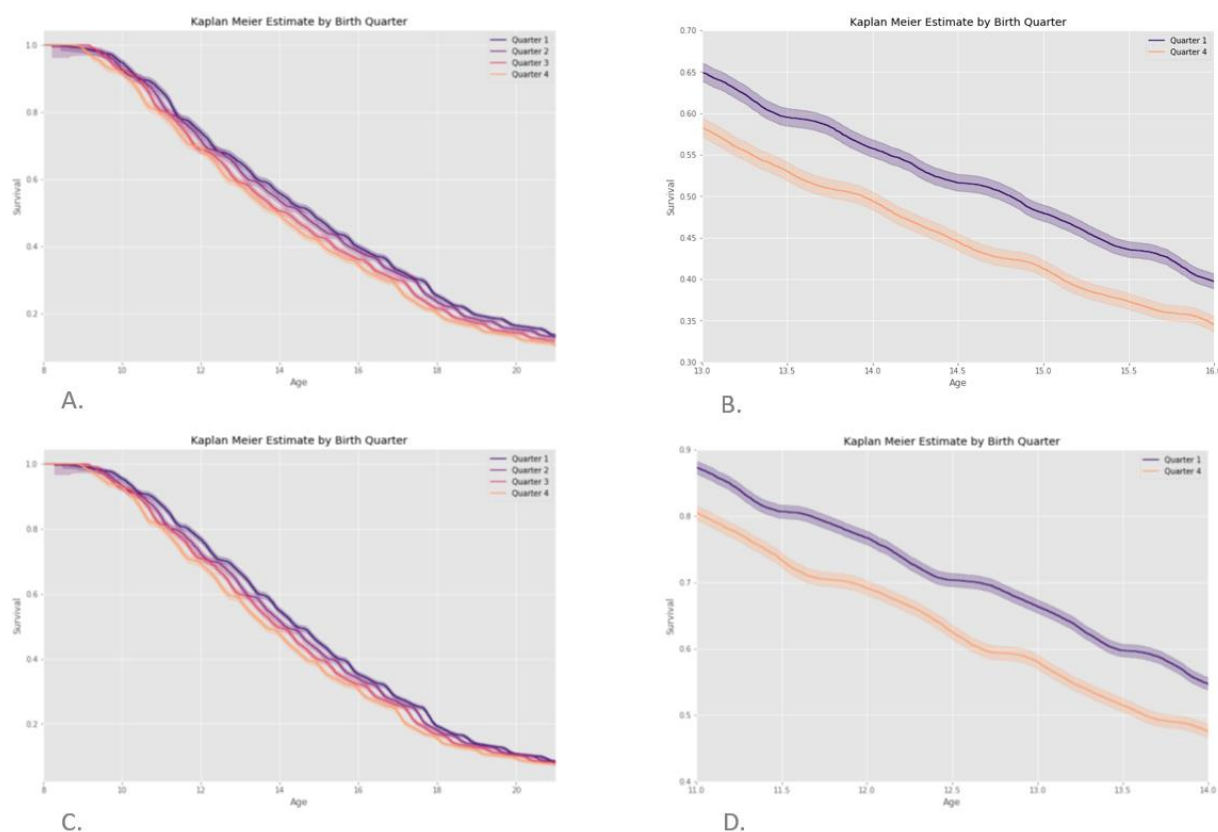 Kaplan Meier Estimate by Birth Quarter
1.0
0.8
0.6
0.4
0.2
Survival
Quarter 1
Quarter 2
Quarter 3
Quarter 4
8
10
12
14
16
18
20
Age
A.
Kaplan Meier Estimate by Birth Quarter
0.70
0.65
0.60
0.55
0.50
0.45
0.40
0.35
0.30
Survival
Quarter 1
Quarter 4
13.0
13.5
14.0
14.5
15.0
15.5
16.0
Age
B.
Kaplan Meier Estimate by Birth Quarter
1.0
0.8
0.6
0.4
0.2
Survival
Quarter 1
Quarter 2
Quarter 3
Quarter 4
8
10
12
14
16
18
20
Age
C.
Kaplan Meier Estimate by Birth Quarter
0.9
0.8
0.7
0.6
0.5
0.4
Survival
Quarter 1
Quarter 4
11.0
11.5
12.0
12.5
13.0
13.5
14.0
Age
D.